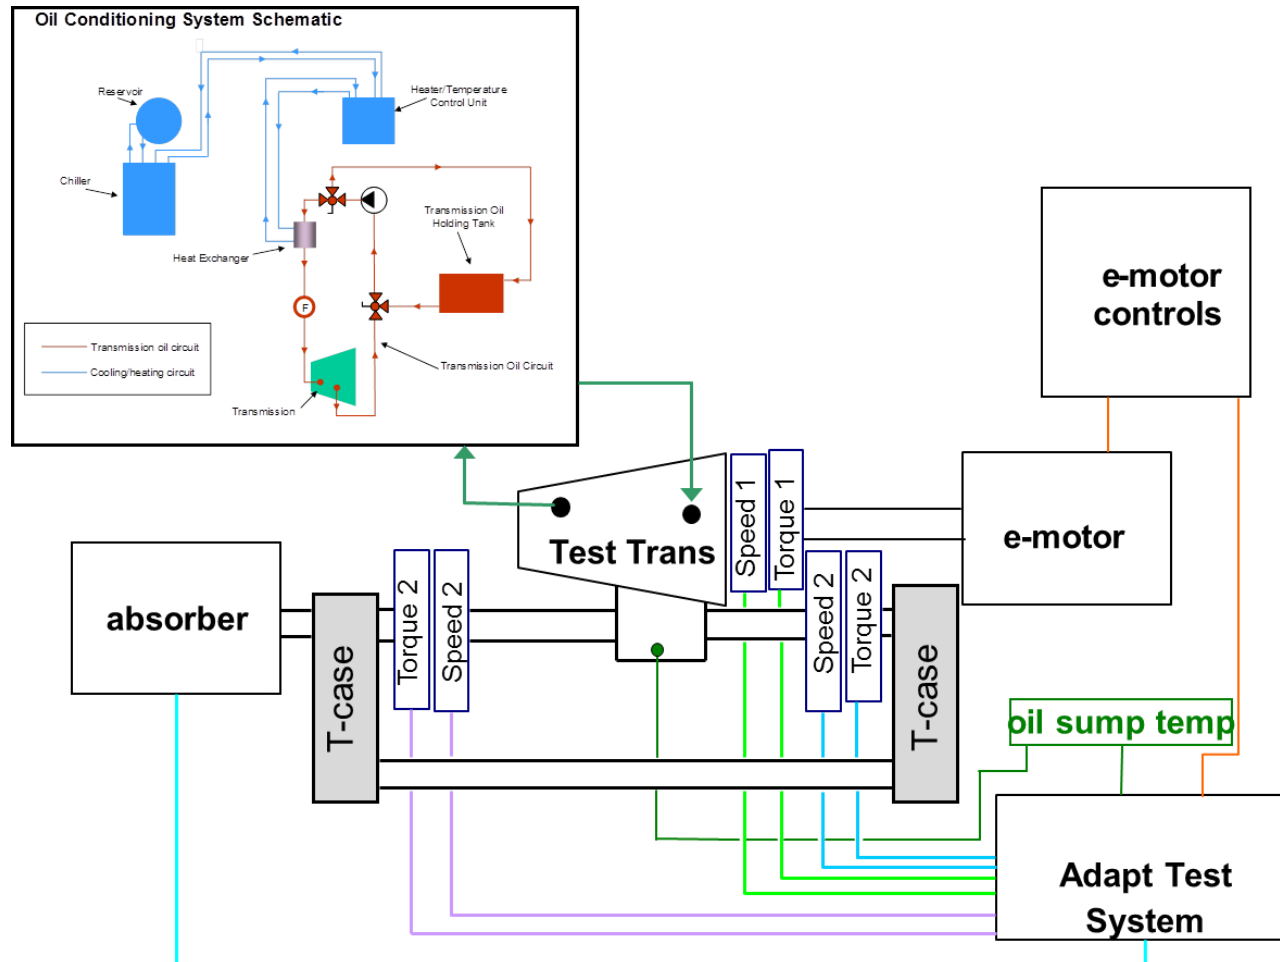 Oil Conditioning System Schematic
Reservoir
Heater/Temperature
Control Unit
Chiller
Transmission Oil
Holding Tank
Heat Exchanger
F
Transmission oil circuit
Cooling/heating circuit
Transmission Oil Circuit
Transmission
e-motor
controls
Test Trans
Speed 1
Torque 1
e-motor
absorber
T-case
Torque 2
Speed 2
Speed 2
Torque 2
T-case
oil sump temp
Adapt Test
System